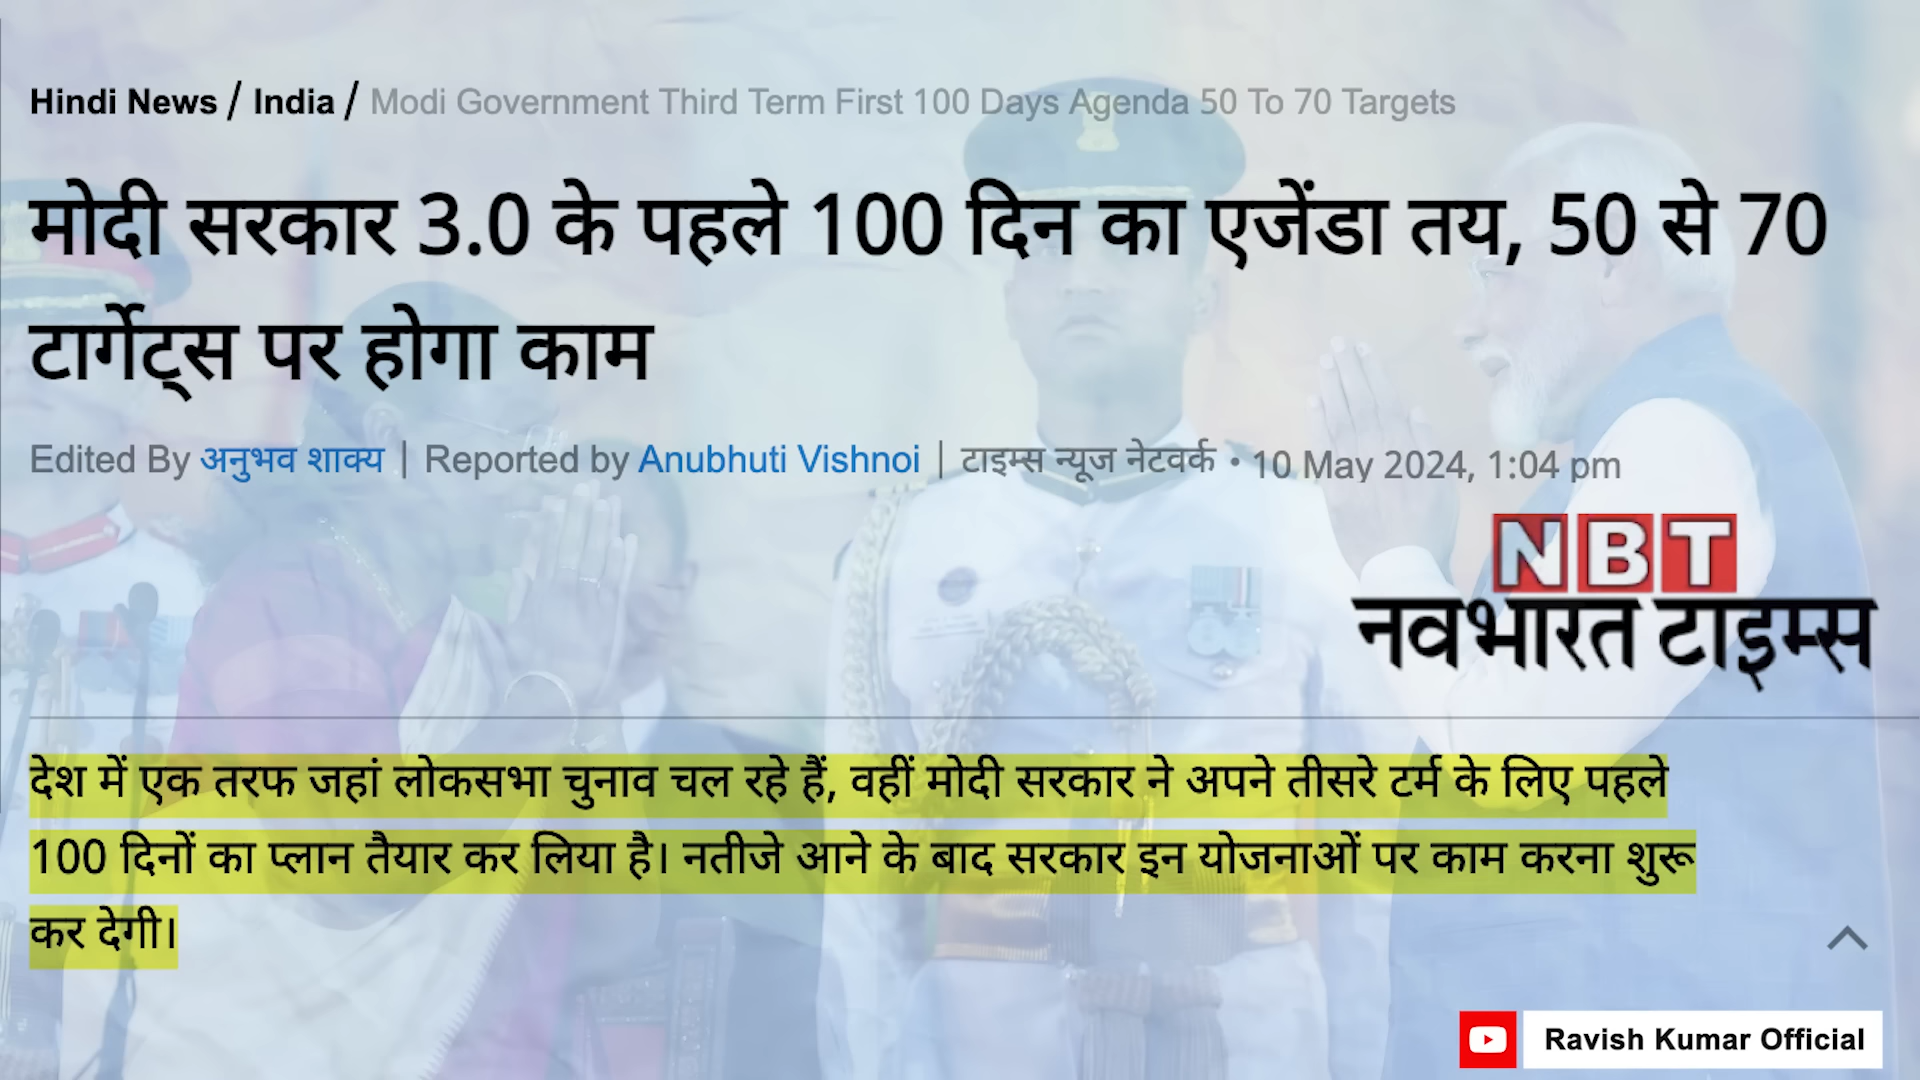 Hindi News / India / Modi Government Third Term First 100 Days Agenda 50 To 70 Targets
मोदी सरकार 3.0 के पहले 100 दिन का एजेंडा तय, 50 से 70
टार्गेट्स पर होगा काम
Edited By अनुभव शाक्य | Reported by Anubhuti Vishnoi | टाइम्स न्यूज नेटवर्क • 10 May 2024, 1:04 pm
NBT
नवभारत टाइम्स
देश में एक तरफ जहां लोकसभा चुनाव चल रहे हैं, वहीं मोदी सरकार ने अपने तीसरे टर्म के लिए पहले
100 दिनों का प्लान तैयार कर लिया है। नतीजे आने के बाद सरकार इन योजनाओं पर काम करना शुरू
कर देगी।
Ravish Kumar Official